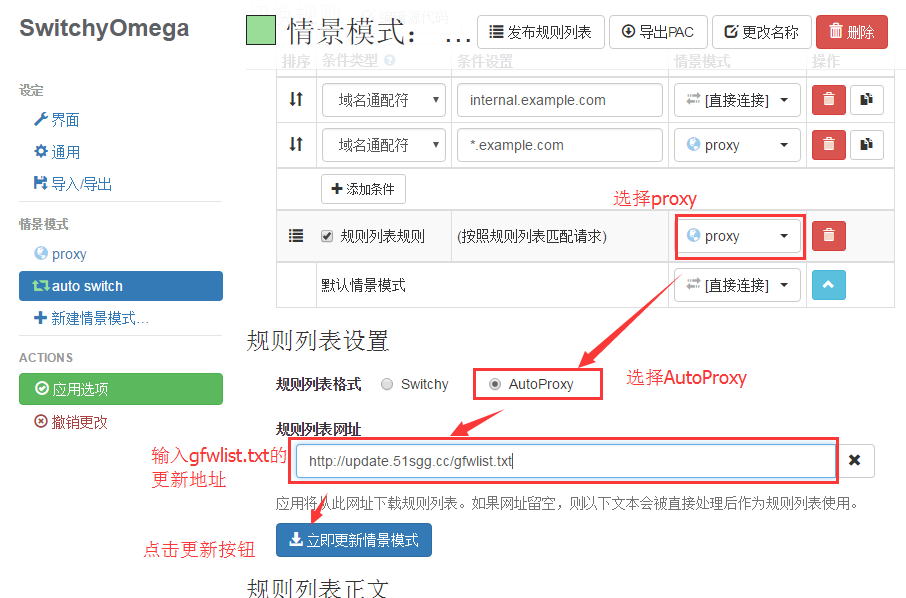 SwitchyOmega
设定
界面
通用
导入/导出
情景模式
proxy
auto switch
新建情景模式…
ACTIONS
应用选项
撤销更改
情景模式： …
发布规则列表
导出PAC
更改名称
删除
排序 条件类型 条件设置 情景模式 操作
域名通配符 internal.example.com [直接连接]
域名通配符 *.example.com proxy
添加条件
选择proxy
规则列表规则 (按照规则列表匹配请求) proxy
默认情景模式 [直接连接]
规则列表设置
规则列表格式 Switchy AutoProxy
选择AutoProxy
规则列表网址
输入gfwlist.txt的
更新地址
http://update.51sgg.cc/gfwlist.txt
应用将从此网址下载规则列表。如果网址留空，则以下文本会被直接处理后作为规则列表使用。
点击更新按钮
立即更新情景模式
规则列表正文